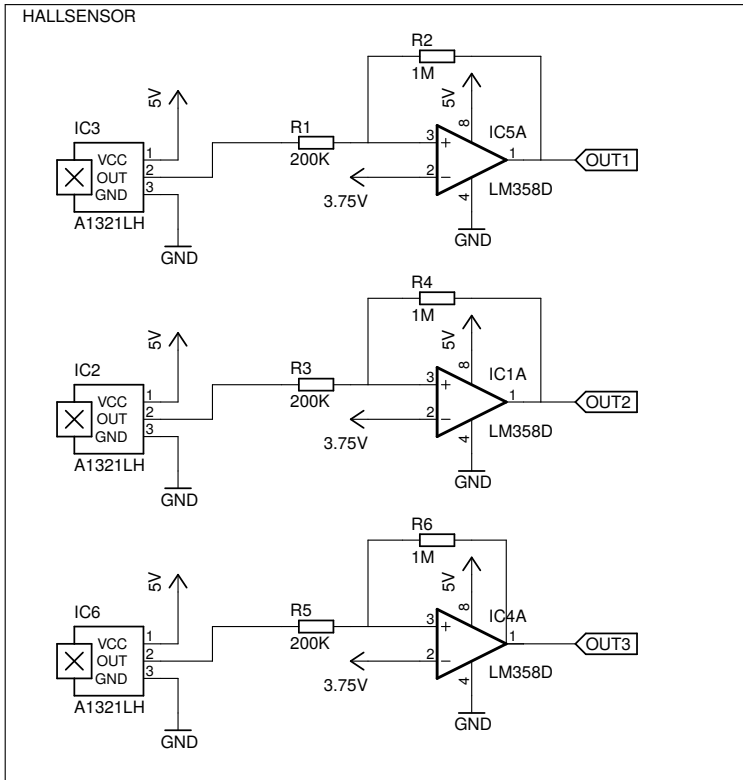 HALLSENSOR
R2
1M
5V
5V
8
IC3
R1
IC5A
VCC 1
3 +
OUT 2
200K
1
OUT1
GND 3
2 −
3.75V
4
LM358D
A1321LH
GND
GND
R4
1M
5V
5V
8
IC2
R3
IC1A
VCC 1
3 +
OUT 2
200K
1
OUT2
GND 3
2 −
3.75V
4
LM358D
A1321LH
GND
GND
R6
1M
5V
5V
8
IC6
R5
IC4A
VCC 1
3 +
OUT 2
200K
1
OUT3
GND 3
2 −
3.75V
4
LM358D
A1321LH
GND
GND